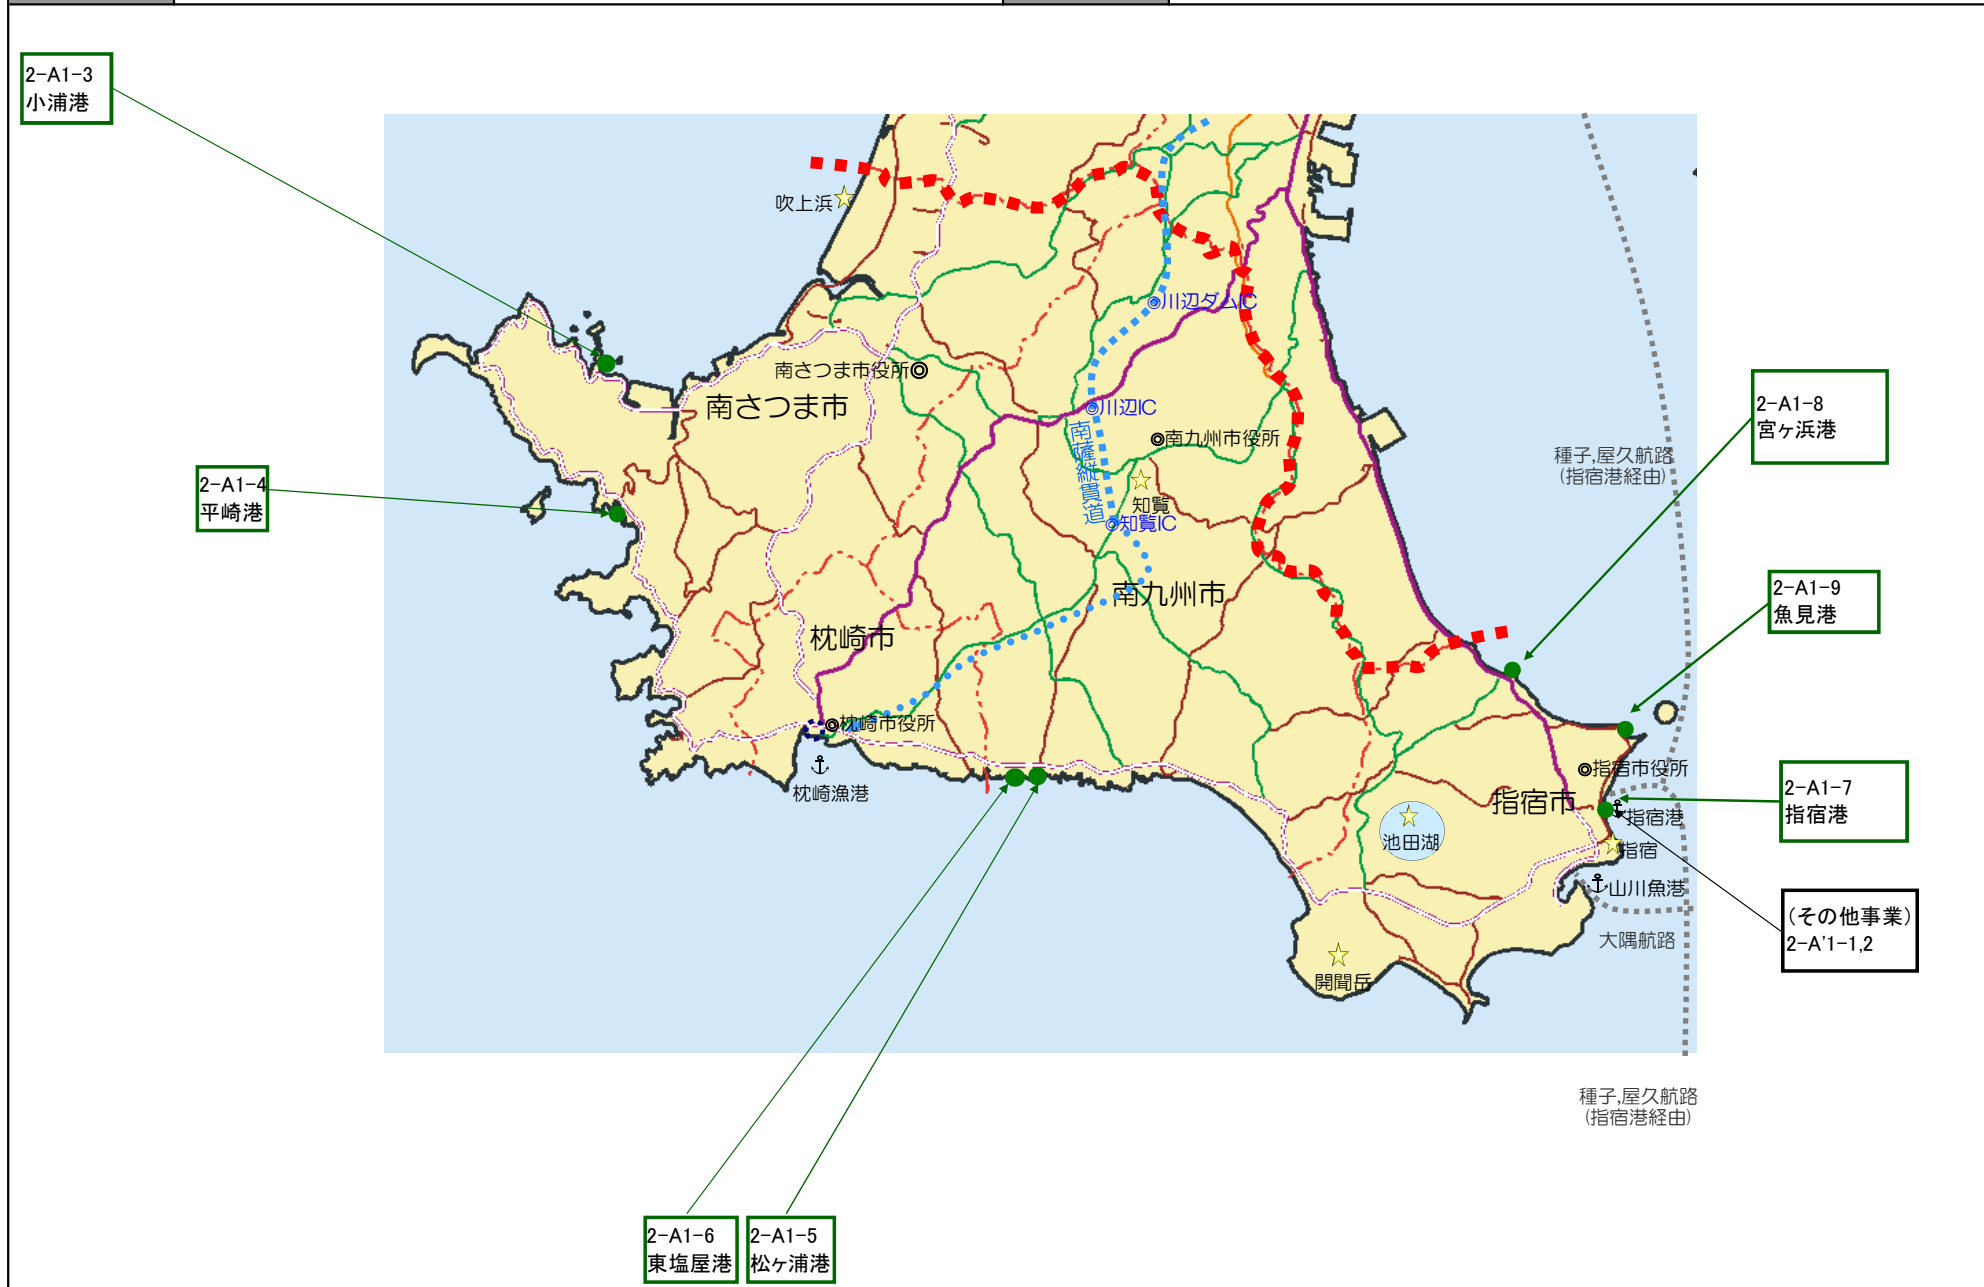 2-A1-3
小浦港
吹上浜
川辺ダムIC
南さつま市役所
南さつま市
川辺IC
南薩縦貫道
南九州市役所
2-A1-8
宮ヶ浜港
種子,屋久航路
(指宿港経由)
2-A1-4
平崎港
知覧
知覧IC
南九州市
2-A1-9
魚見港
枕崎市
枕崎市役所
枕崎漁港
指宿市役所
指宿市
2-A1-7
指宿港
指宿港
池田湖
指宿
山川魚港
(その他事業)
2-A'1-1,2
大隅航路
開聞岳
種子,屋久航路
(指宿港経由)
2-A1-6
東塩屋港
2-A1-5
松ヶ浦港